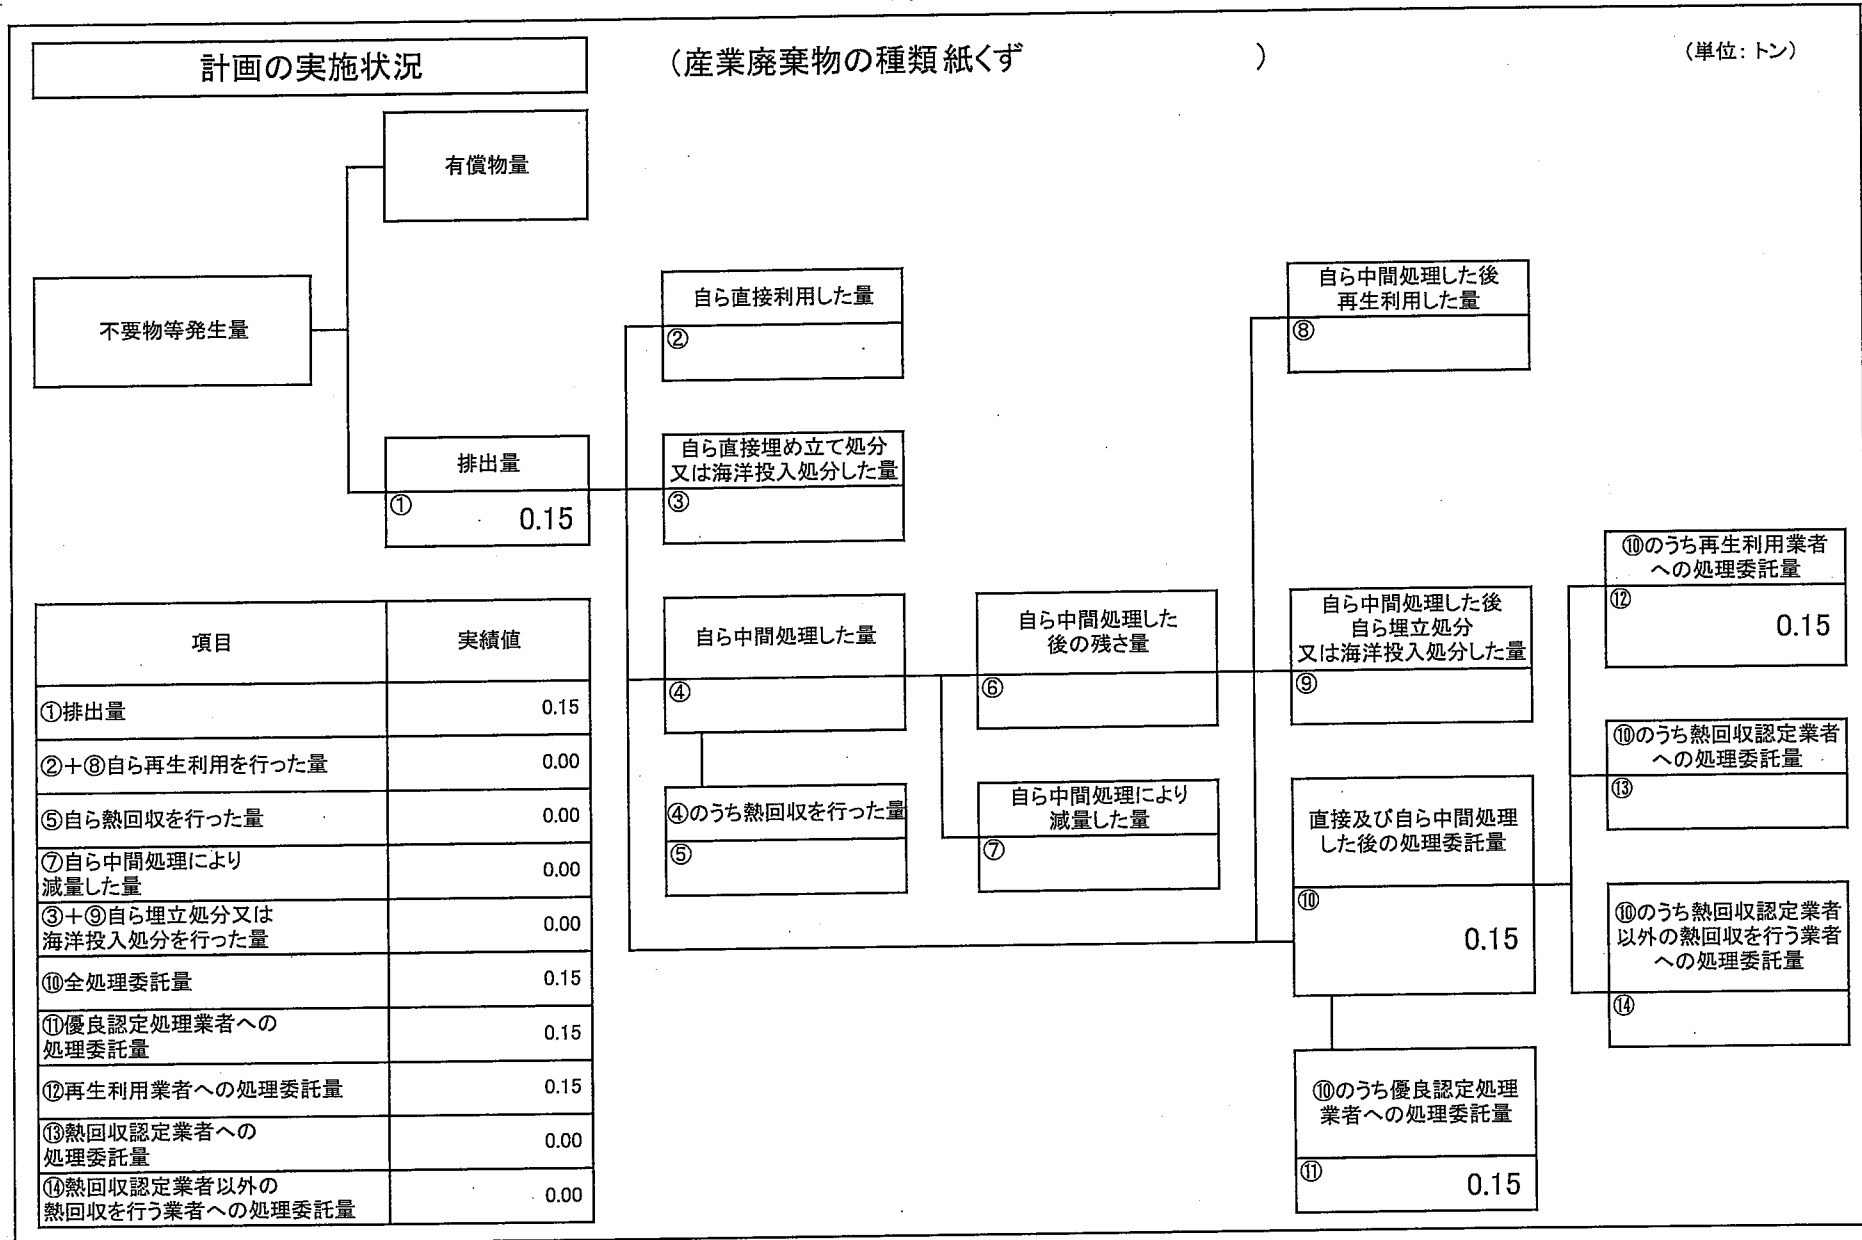 計画の実施状況
（産業廃棄物の種類 紙くず　　　　　）
（単位：トン）
有償物量
不要物等発生量
排出量
①
0.15
自ら直接利用した量
②
自ら直接埋め立て処分
又は海洋投入処分した量
③
自ら中間処理した量
④
④のうち熱回収を行った量
⑤
自ら中間処理した
後の残さ量
⑥
自ら中間処理により
減量した量
⑦
自ら中間処理した後
再生利用した量
⑧
自ら中間処理した後
自ら埋立処分
又は海洋投入処分した量
⑨
直接及び自ら中間処理
した後の処理委託量
⑩
0.15
⑩のうち優良認定処理
業者への処理委託量
⑪
0.15
⑩のうち再生利用業者
への処理委託量
⑫
0.15
⑩のうち熱回収認定業者
への処理委託量
⑬
⑩のうち熱回収認定業者
以外の熱回収を行う業者
への処理委託量
⑭
項目 実績値
①排出量 0.15
②＋⑧自ら再生利用を行った量 0.00
⑤自ら熱回収を行った量 0.00
⑦自ら中間処理により
減量した量 0.00
③＋⑨自ら埋立処分又は
海洋投入処分を行った量 0.00
⑩全処理委託量 0.15
⑪優良認定処理業者への
処理委託量 0.15
⑫再生利用業者への処理委託量 0.15
⑬熱回収認定業者への
処理委託量 0.00
⑭熱回収認定業者以外の
熱回収を行う業者への処理委託量 0.00